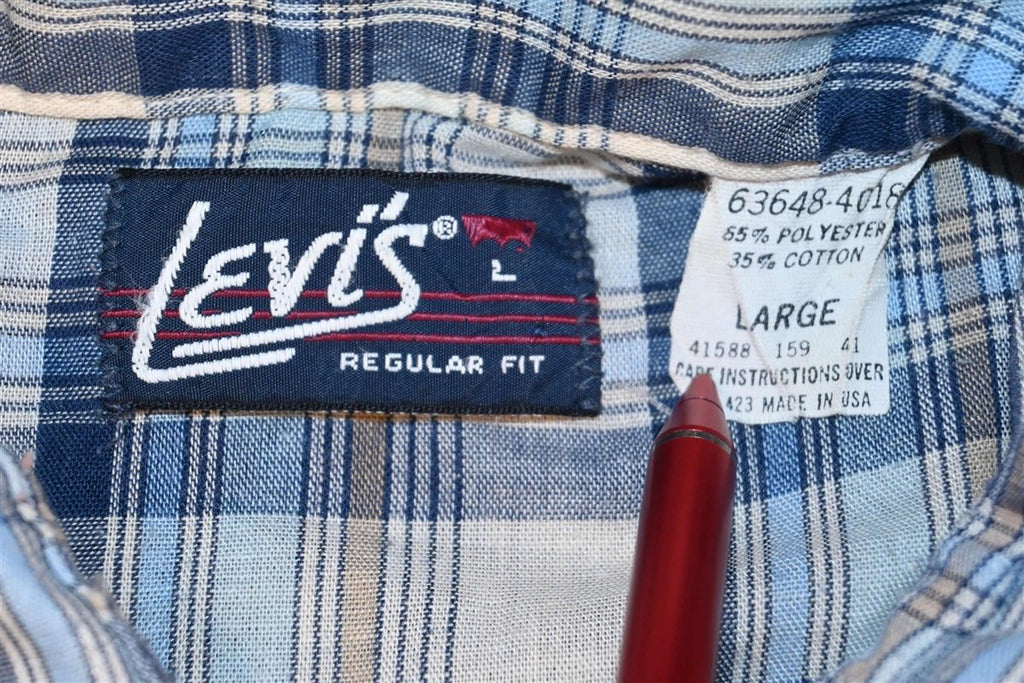 Levi's®
L
REGULAR FIT
63648-4018
65% POLYESTER
35% COTTON
LARGE
41588 159 41
CARE INSTRUCTIONS OVER
423 MADE IN USA